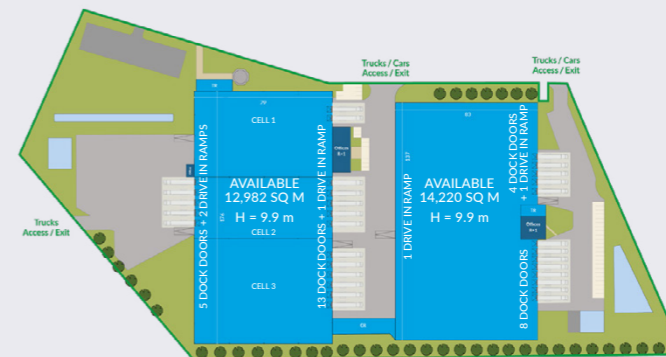 Trucks / Cars
Access / Exit
Trucks / Cars
Access / Exit
Trucks
Access / Exit
CELL 1
CELL 2
CELL 3
5 DOCK DOORS + 2 DRIVE IN RAMPS
AVAILABLE
12,982 SQ M
H = 9.9 m
13 DOCK DOORS + 1 DRIVE IN RAMP
Office
1 DRIVE IN RAMP
AVAILABLE
14,220 SQ M
H = 9.9 m
4 DOCK DOORS
+ 1 DRIVE IN RAMP
8 DOCK DOORS
Office